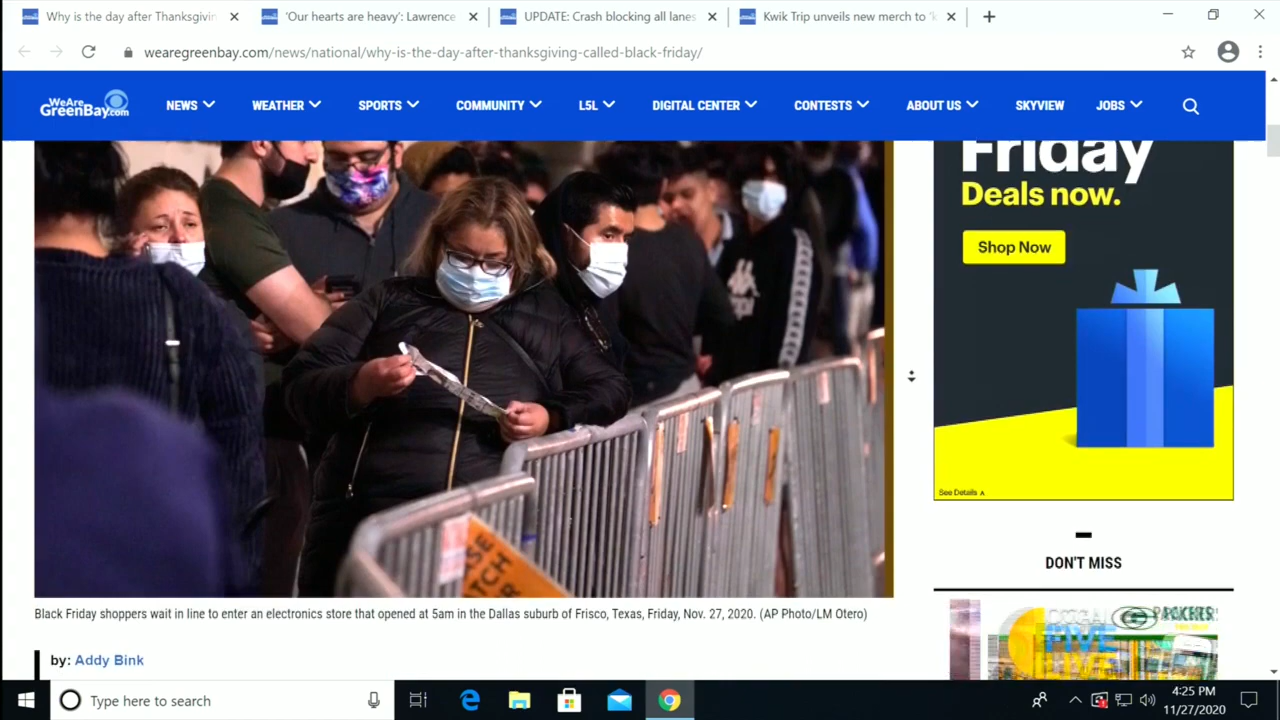 Why is the day after Thanksgivin
'Our hearts are heavy': Lawrence
UPDATE: Crash blocking all lanes
Kwik Trip unveils new merch to 'k
wearegreenbay.com/news/national/why-is-the-day-after-thanksgiving-called-black-friday/
WeAre
GreenBay.com
NEWS
WEATHER
SPORTS
COMMUNITY
L5L
DIGITAL CENTER
CONTESTS
ABOUT US
SKYVIEW
JOBS
Friday
Deals now.
Shop Now
See Details
DON'T MISS
PACKERS
FIVE
LIVE
Black Friday shoppers wait in line to enter an electronics store that opened at 5am in the Dallas suburb of Frisco, Texas, Friday, Nov. 27, 2020. (AP Photo/LM Otero)
by: Addy Bink
Type here to search
4:25 PM
11/27/2020